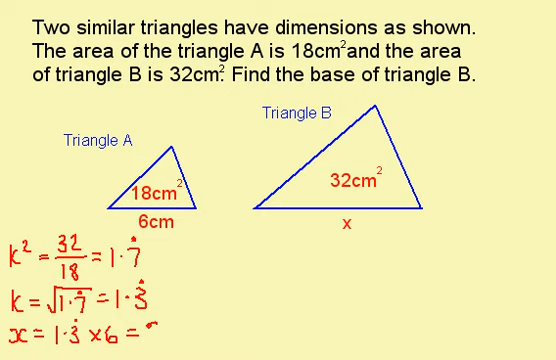 Two similar triangles have dimensions as shown.
The area of the triangle A is 18cm² and the area
of triangle B is 32cm². Find the base of triangle B.
Triangle A
Triangle B
18cm²
32cm²
6cm
x
k² = 32/18 = 1·7̇
k = √1·7̇ = 1·3̇
x = 1·3̇ × 6 =